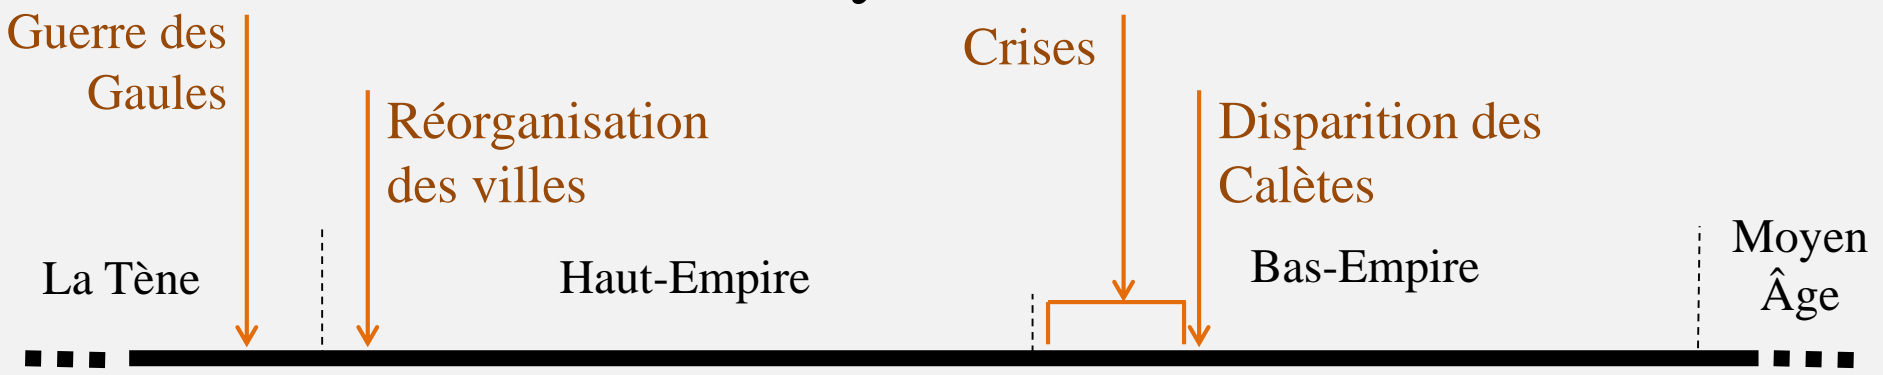 Guerre des
Gaules
Crises
Réorganisation
des villes
Disparition des
Calètes
La Tène
Haut-Empire
Bas-Empire
Moyen
Âge